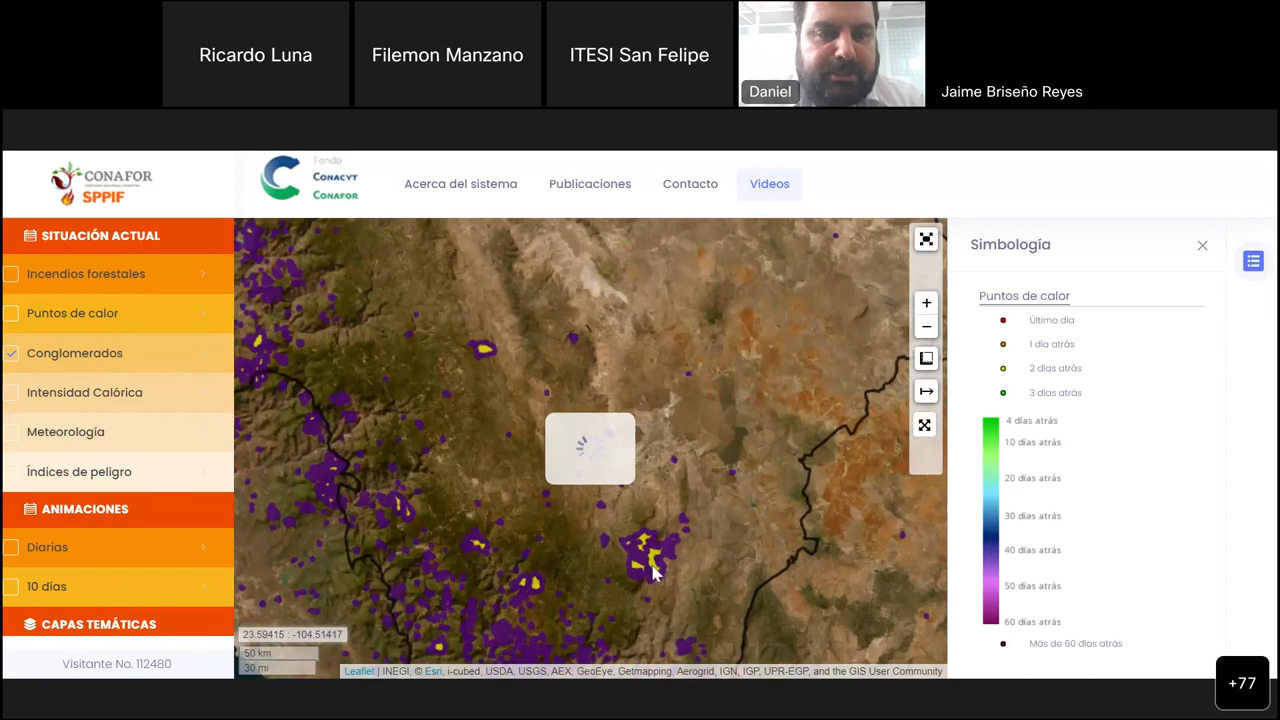 Ricardo Luna
Filemon Manzano
ITESI San Felipe
Daniel
Jaime Briseño Reyes
CONAFOR
SPPIF
Fondo
CONACYT
CONAFOR
Acerca del sistema
Publicaciones
Contacto
Videos
SITUACIÓN ACTUAL
Incendios forestales
Puntos de calor
Conglomerados
Intensidad Calórica
Meteorología
Índices de peligro
ANIMACIONES
Diarias
10 días
CAPAS TEMÁTICAS
Visitante No. 112480
+
−
23.59415 : -104.51417
50 km
30 mi
Leaflet | INEGI, © Esri, i-cubed, USDA, USGS, AEX, GeoEye, Getmapping, Aerogrid, IGN, IGP, UPR-EGP, and the GIS User Community
Simbología
Puntos de calor
Último día
1 día atrás
2 días atrás
3 días atrás
4 días atrás
10 días atrás
20 días atrás
30 días atrás
40 días atrás
50 días atrás
60 días atrás
Más de 60 días atrás
+77